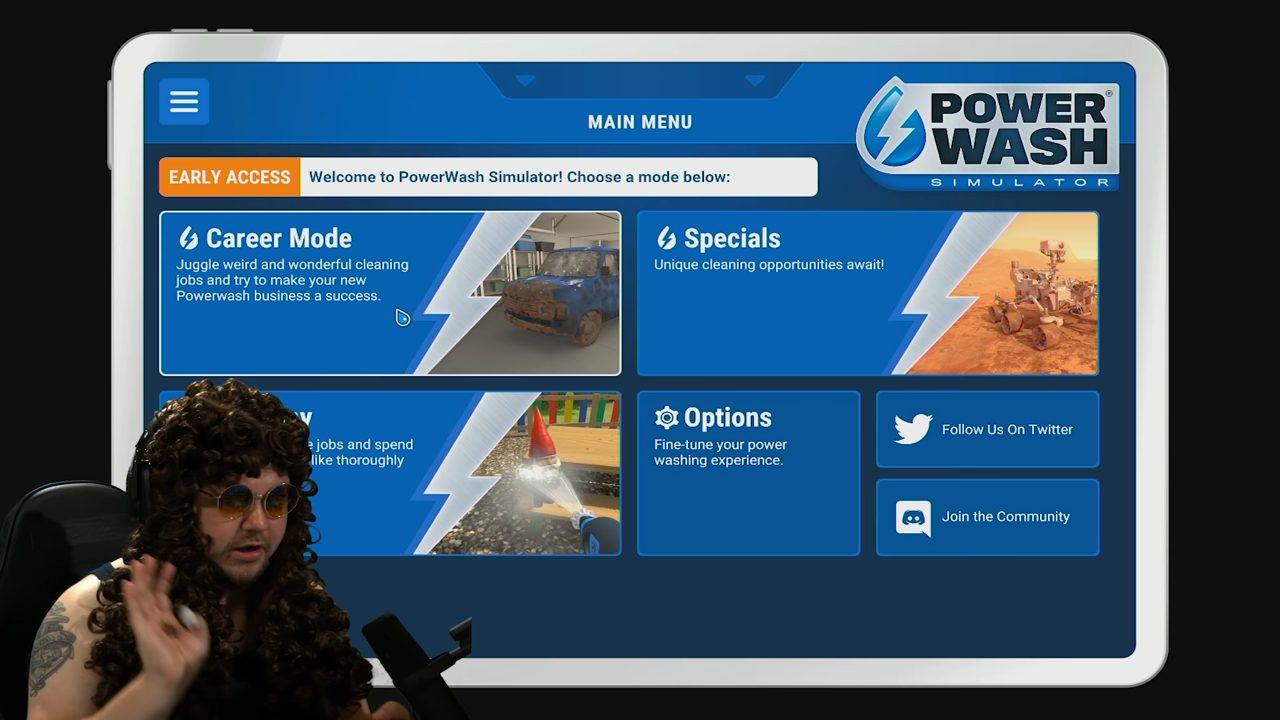 MAIN MENU
POWER
WASH
SIMULATOR
EARLY ACCESS Welcome to PowerWash Simulator! Choose a mode below:
Career Mode
Juggle weird and wonderful cleaning
jobs and try to make your new
Powerwash business a success.
Specials
Unique cleaning opportunities await!
jobs and spend
like thoroughly
Options
Fine-tune your power
washing experience.
Follow Us On Twitter
Join the Community